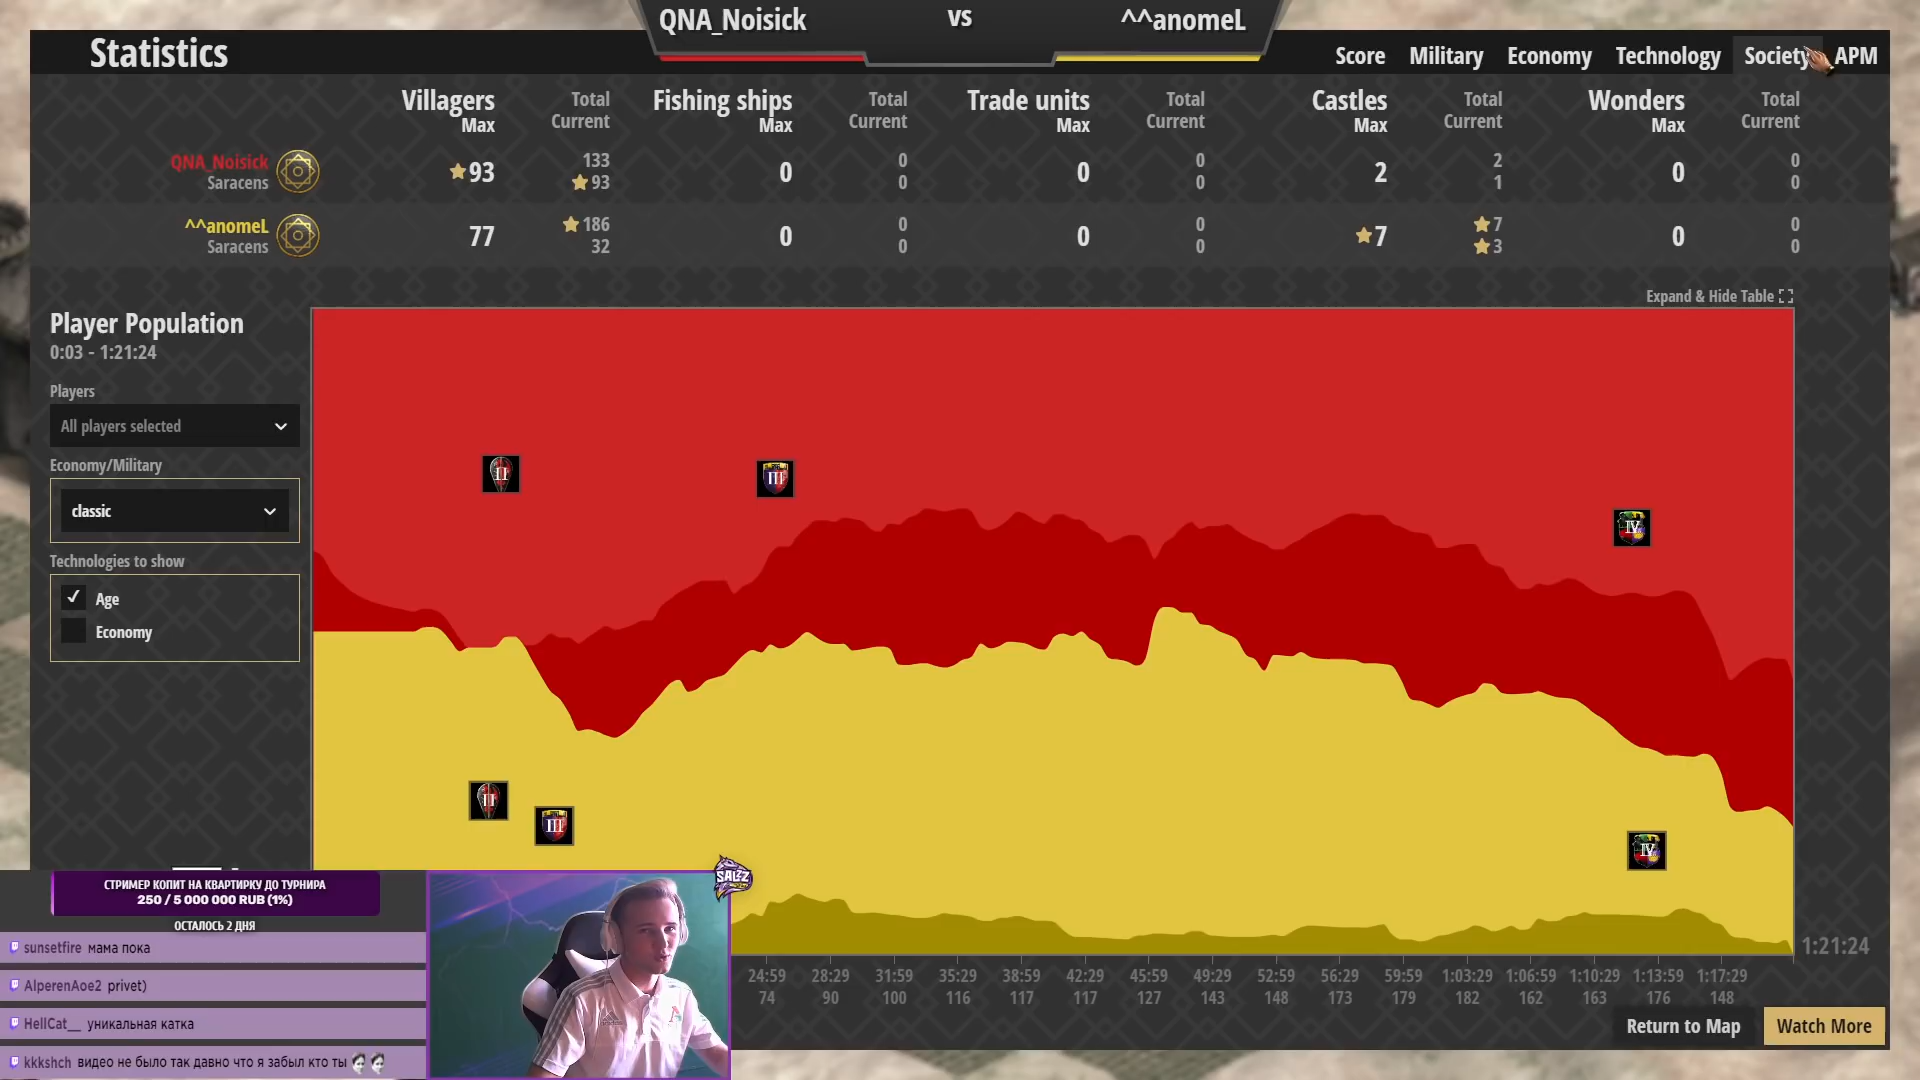 QNA_Noisick vs ^^anomeL
Statistics
Score Military Economy Technology Society APM
Villagers Total Fishing ships Total Trade units Total Castles Total Wonders Total
Max Current Max Current Max Current Max Current Max Current
QNA_Noisick
Saracens
93 133 0 0 0 0 2 2 0 0
93 0 0 1 0
^^anomeL
Saracens
77 186 0 0 0 0 7 7 0 0
32 0 0 3 0
Expand & Hide Table
Player Population
0:03 - 1:21:24
Players
All players selected
Economy/Military
classic
Technologies to show
Age
Economy
II
III
IV
II
III
IV
СТРИМЕР КОПИТ НА КВАРТИРКУ ДО ТУРНИРА
250 / 5 000 000 RUB (1%)
ОСТАЛОСЬ 2 ДНЯ
sunsetfire мама пока
AlperenAoe2 privet)
HellCat__ уникальная катка
kkkshch видео не было так давно что я забыл кто ты
SALZZ
1:21:24
24:59 28:29 31:59 35:29 38:59 42:29 45:59 49:29 52:59 56:29 59:59 1:03:29 1:06:59 1:10:29 1:13:59 1:17:29
74 90 100 116 117 117 127 143 148 173 179 182 162 163 176 148
Return to Map
Watch More